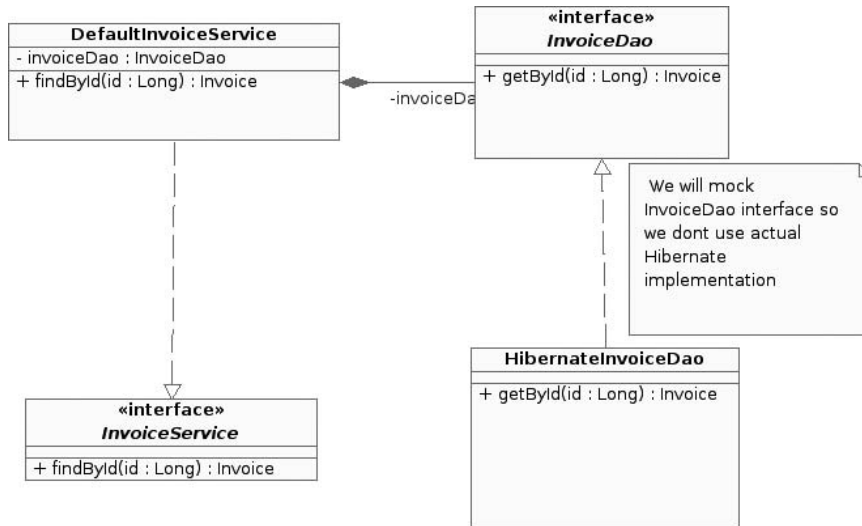 DefaultInvoiceService
- invoiceDao : InvoiceDao
+ findById(id : Long) : Invoice
«interface»
InvoiceDao
+ getById(id : Long) : Invoice
-invoiceDa
We will mock
InvoiceDao interface so
we dont use actual
Hibernate
implementation
HibernateInvoiceDao
+ getById(id : Long) : Invoice
«interface»
InvoiceService
+ findById(id : Long) : Invoice